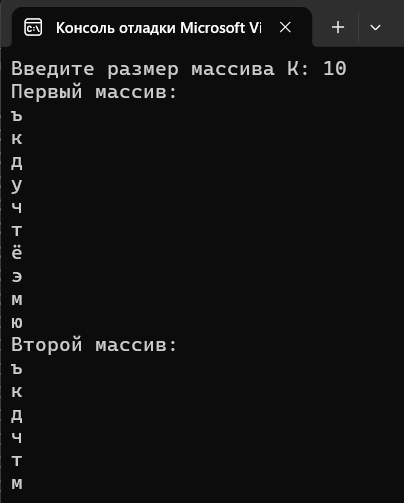 Консоль отладки Microsoft Vi
Введите размер массива K: 10
Первый массив:
ъ
к
д
у
ч
т
ё
э
м
ю
Второй массив:
ъ
к
д
ч
т
м